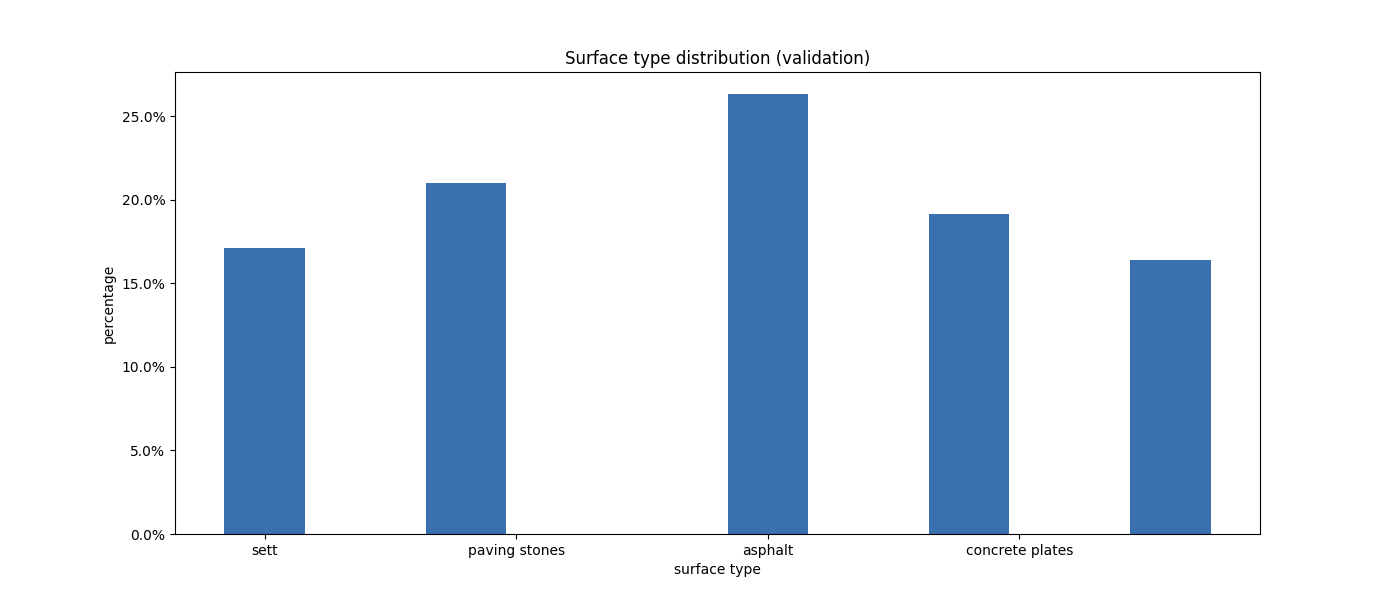 Surface type distribution (validation)
25.0%
20.0%
15.0%
10.0%
5.0%
0.0%
percentage
sett paving stones asphalt concrete plates
surface type